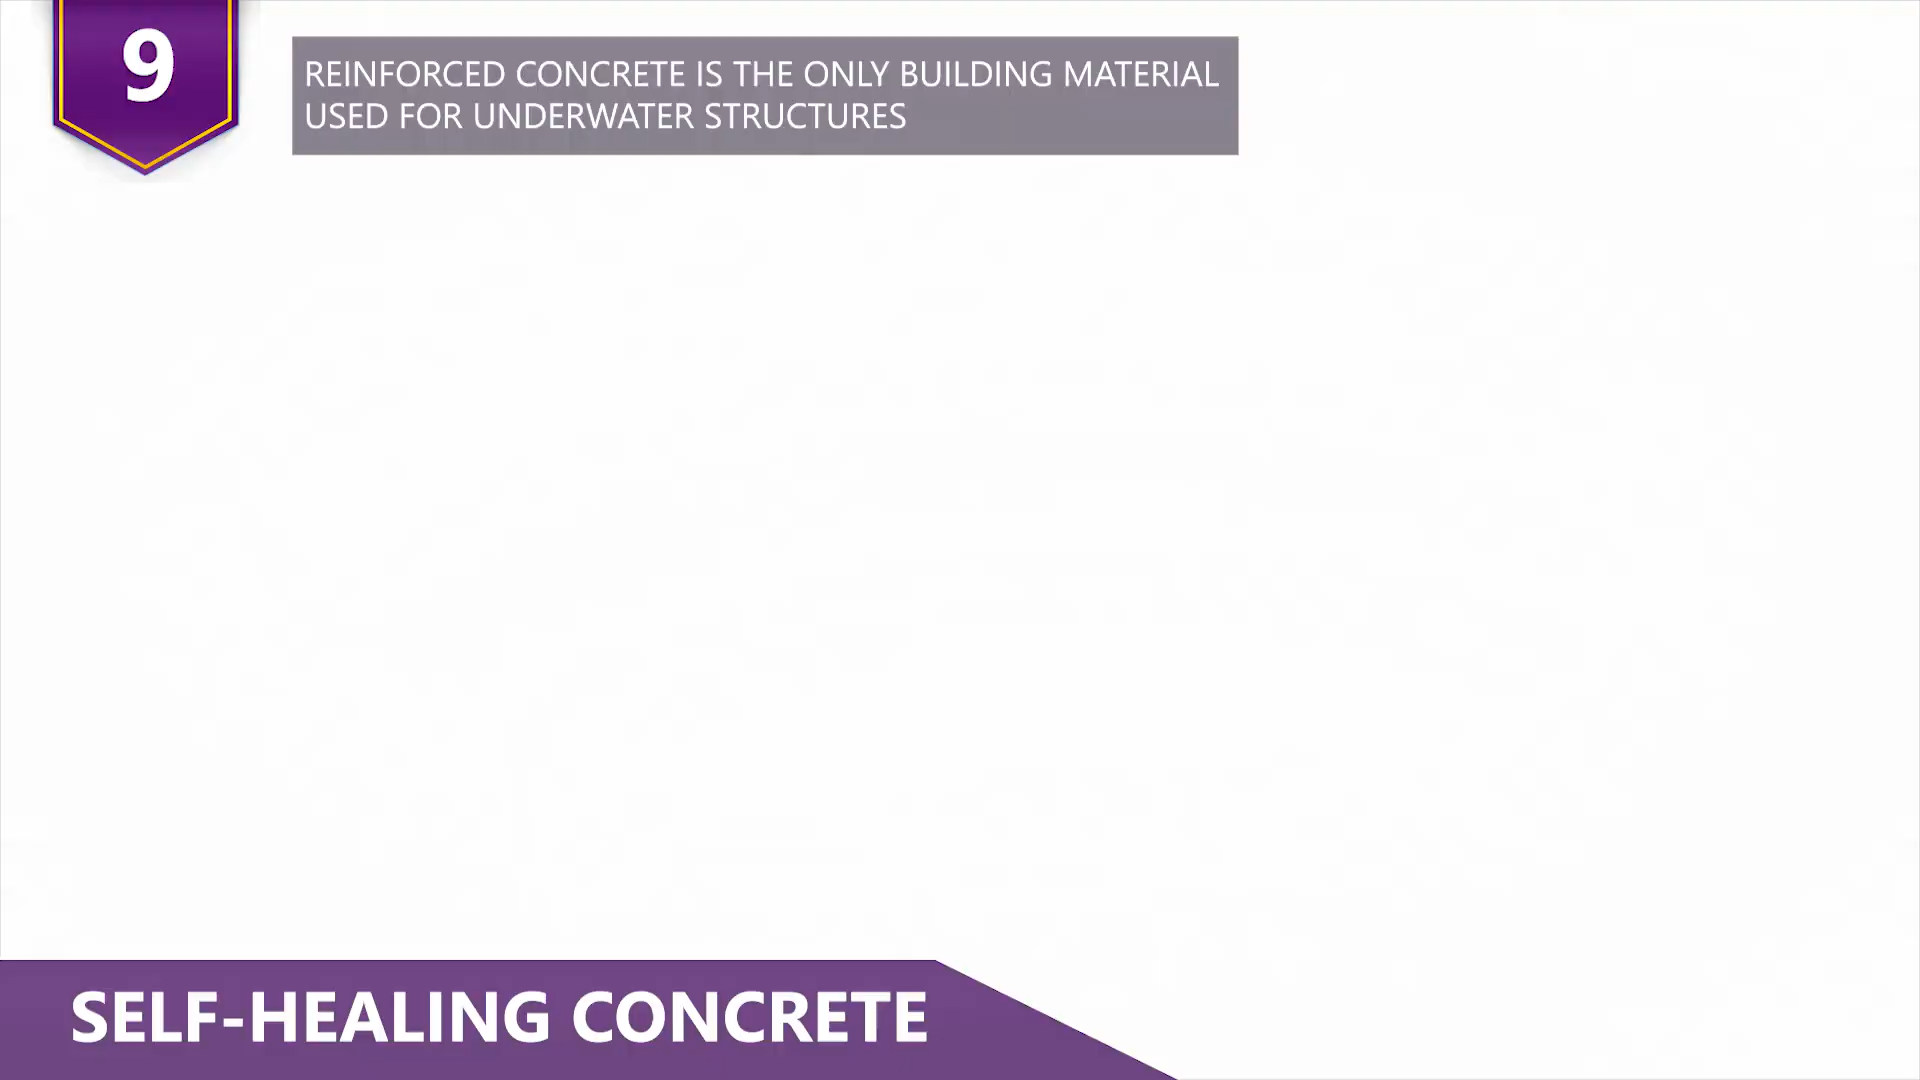 9
REINFORCED CONCRETE IS THE ONLY BUILDING MATERIAL
USED FOR UNDERWATER STRUCTURES
SELF-HEALING CONCRETE